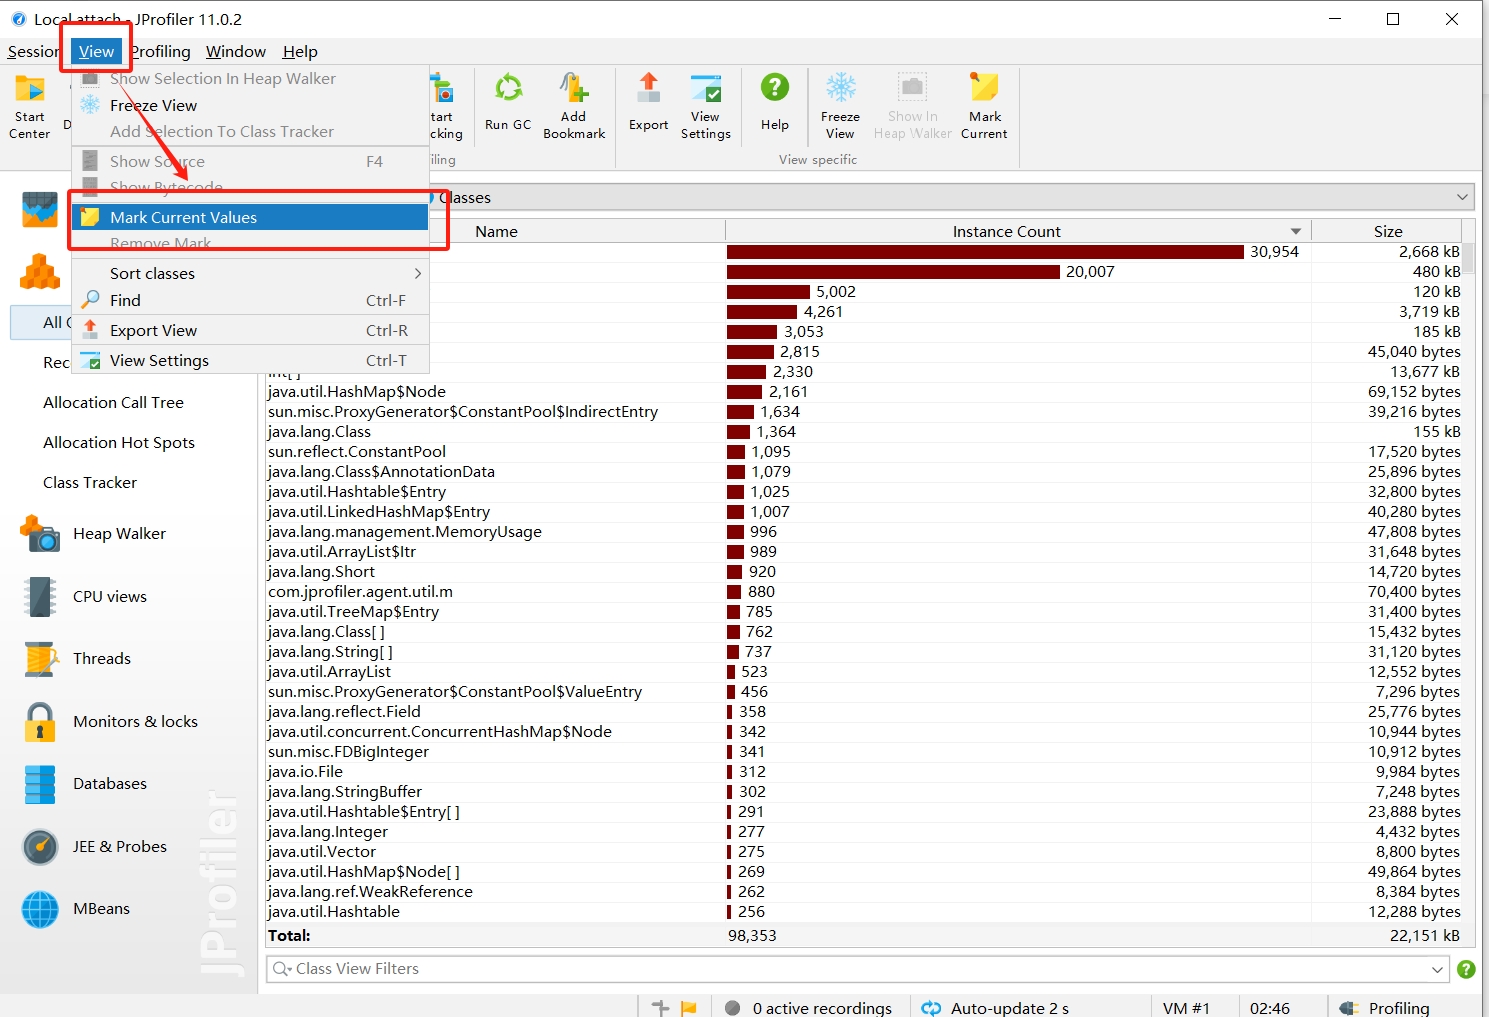 Local attach - JProfiler 11.0.2
Session View Profiling Window Help
Start Center
Run GC
Add Bookmark
Export
View Settings
Help
Freeze View
Show In Heap Walker
Mark Current
View specific
Show Selection In Heap Walker
Freeze View
Add Selection To Class Tracker
Show Source F4
Show Bytecode
Mark Current Values
Remove Mark
Sort classes
Find Ctrl-F
Export View Ctrl-R
View Settings Ctrl-T
Allocation Call Tree
Allocation Hot Spots
Class Tracker
Heap Walker
CPU views
Threads
Monitors & locks
Databases
JEE & Probes
MBeans
JProfiler
Classes
Name Instance Count Size
30,954 2,668 kB
20,007 480 kB
5,002 120 kB
4,261 3,719 kB
3,053 185 kB
2,815 45,040 bytes
int[ ] 2,330 13,677 kB
java.util.HashMap$Node 2,161 69,152 bytes
sun.misc.ProxyGenerator$ConstantPool$IndirectEntry 1,634 39,216 bytes
java.lang.Class 1,364 155 kB
sun.reflect.ConstantPool 1,095 17,520 bytes
java.lang.Class$AnnotationData 1,079 25,896 bytes
java.util.Hashtable$Entry 1,025 32,800 bytes
java.util.LinkedHashMap$Entry 1,007 40,280 bytes
java.lang.management.MemoryUsage 996 47,808 bytes
java.util.ArrayList$Itr 989 31,648 bytes
java.lang.Short 920 14,720 bytes
com.jprofiler.agent.util.m 880 70,400 bytes
java.util.TreeMap$Entry 785 31,400 bytes
java.lang.Class[ ] 762 15,432 bytes
java.lang.String[ ] 737 31,120 bytes
java.util.ArrayList 523 12,552 bytes
sun.misc.ProxyGenerator$ConstantPool$ValueEntry 456 7,296 bytes
java.lang.reflect.Field 358 25,776 bytes
java.util.concurrent.ConcurrentHashMap$Node 342 10,944 bytes
sun.misc.FDBigInteger 341 10,912 bytes
java.io.File 312 9,984 bytes
java.lang.StringBuffer 302 7,248 bytes
java.util.Hashtable$Entry[ ] 291 23,888 bytes
java.lang.Integer 277 4,432 bytes
java.util.Vector 275 8,800 bytes
java.util.HashMap$Node[ ] 269 49,864 bytes
java.lang.ref.WeakReference 262 8,384 bytes
java.util.Hashtable 256 12,288 bytes
Total: 98,353 22,151 kB
Class View Filters
0 active recordings Auto-update 2 s VM #1 02:46 Profiling